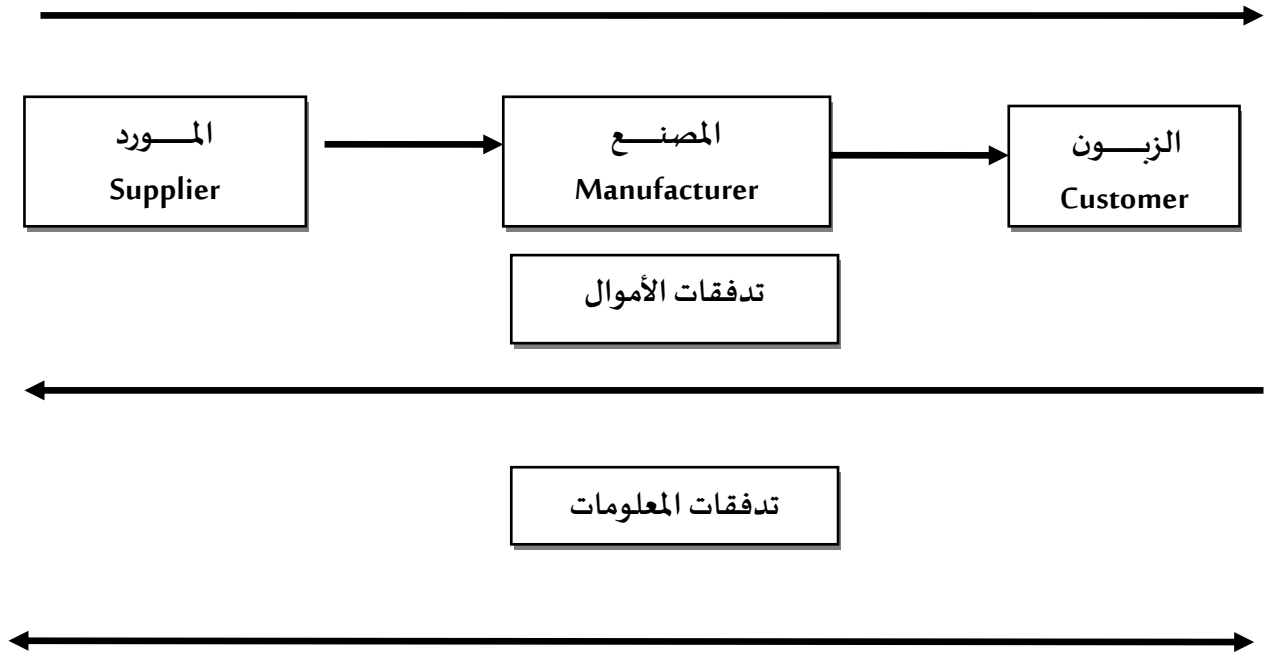 المـــورد
Supplier
المصنـــع
Manufacturer
الزبـــون
Customer
تدفقات الأموال
تدفقات المعلومات